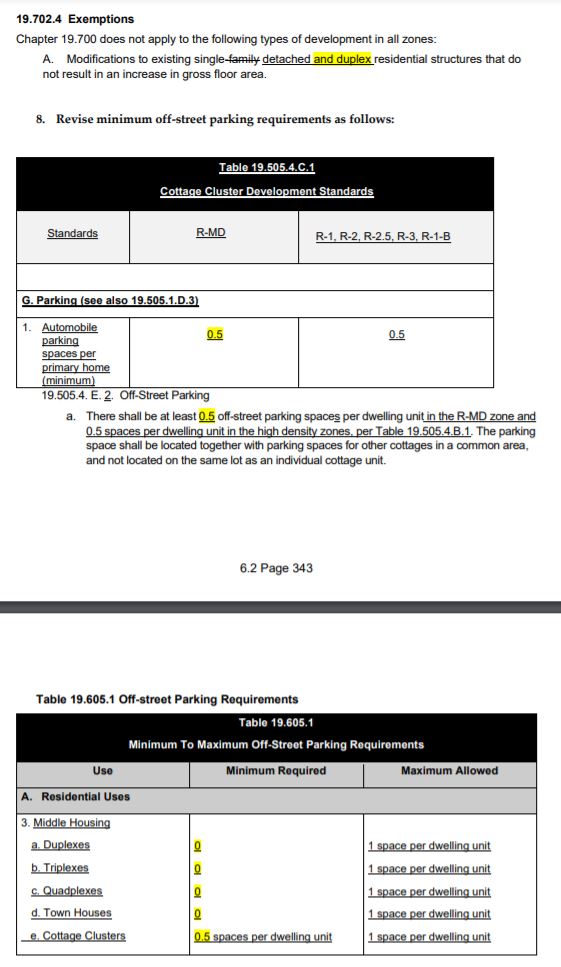 19.702.4 Exemptions
Chapter 19.700 does not apply to the following types of development in all zones:
A. Modifications to existing single-family detached and duplex residential structures that do
not result in an increase in gross floor area.
8. Revise minimum off-street parking requirements as follows:
Table 19.505.4.C.1
Cottage Cluster Development Standards
Standards R-MD R-1, R-2, R-2.5, R-3, R-1-B
G. Parking (see also 19.505.1.D.3)
1. Automobile 0.5 0.5
parking
spaces per
primary home
(minimum)
19.505.4. E. 2. Off-Street Parking
a. There shall be at least 0.5 off-street parking spaces per dwelling unit in the R-MD zone and
0.5 spaces per dwelling unit in the high density zones, per Table 19.505.4.B.1. The parking
space shall be located together with parking spaces for other cottages in a common area,
and not located on the same lot as an individual cottage unit.
6.2 Page 343
Table 19.605.1 Off-street Parking Requirements
Table 19.605.1
Minimum To Maximum Off-Street Parking Requirements
Use Minimum Required Maximum Allowed
A. Residential Uses
3. Middle Housing
a. Duplexes 0 1 space per dwelling unit
b. Triplexes 0 1 space per dwelling unit
c. Quadplexes 0 1 space per dwelling unit
d. Town Houses 0 1 space per dwelling unit
e. Cottage Clusters 0.5 spaces per dwelling unit 1 space per dwelling unit